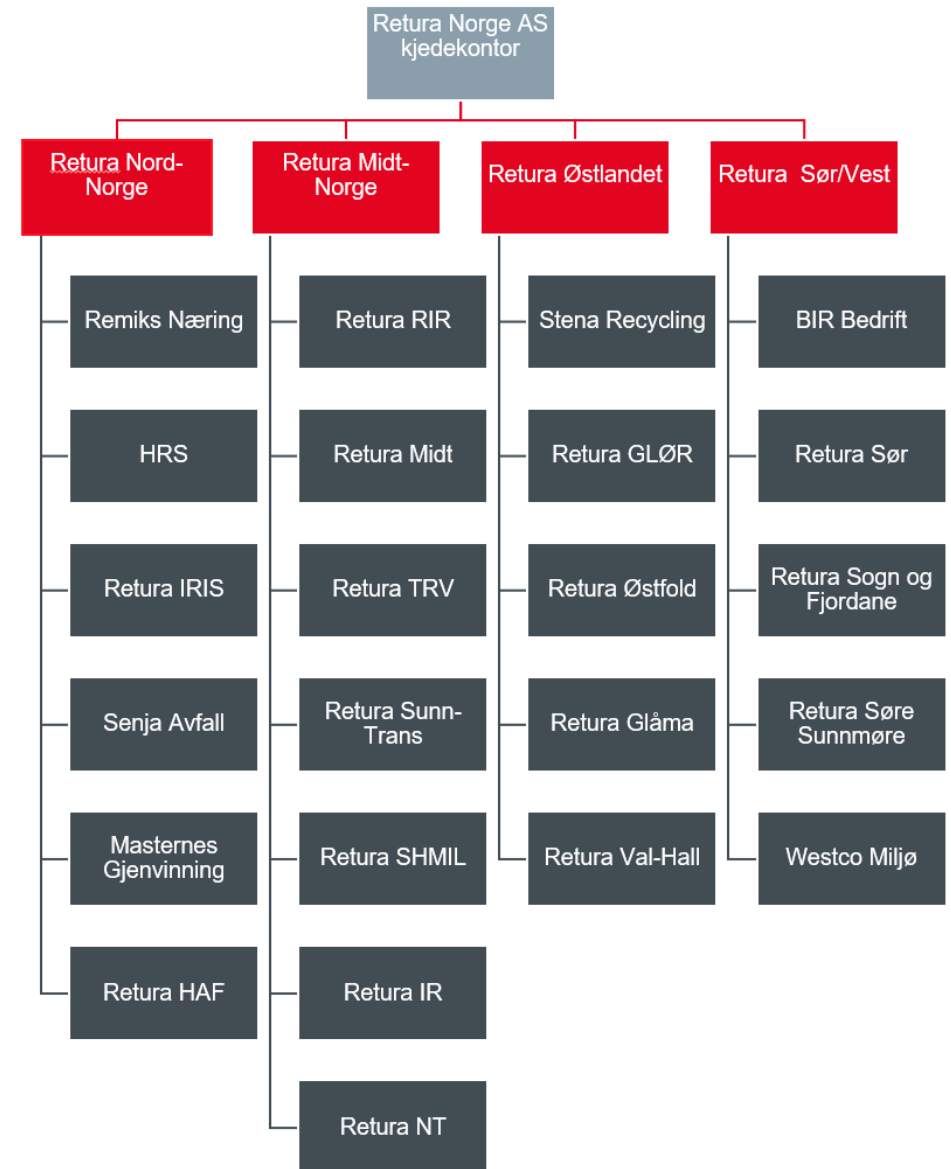 Retura Norge AS
kjedekontor
Retura Nord-
Norge
Retura Midt-
Norge
Retura Østlandet
Retura Sør/Vest
Remiks Næring
HRS
Retura IRIS
Senja Avfall
Masternes
Gjenvinning
Retura HAF
Retura RIR
Retura Midt
Retura TRV
Retura Sunn-
Trans
Retura SHMIL
Retura IR
Retura NT
Stena Recycling
Retura GLØR
Retura Østfold
Retura Glåma
Retura Val-Hall
BIR Bedrift
Retura Sør
Retura Sogn og
Fjordane
Retura Søre
Sunnmøre
Westco Miljø